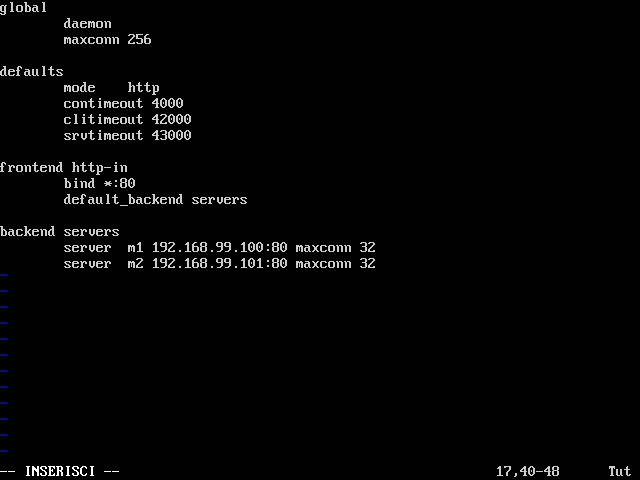 global
        daemon
        maxconn 256
defaults
        mode    http
        contimeout 4000
        clitimeout 42000
        srvtimeout 43000
frontend http-in
        bind *:80
        default_backend servers
backend servers
        server  m1 192.168.99.100:80 maxconn 32
        server  m2 192.168.99.101:80 maxconn 32
~
~
~
~
~
~
~
~
~
~
~
~
-- INSERISCI --                                               17,40-48      Tut